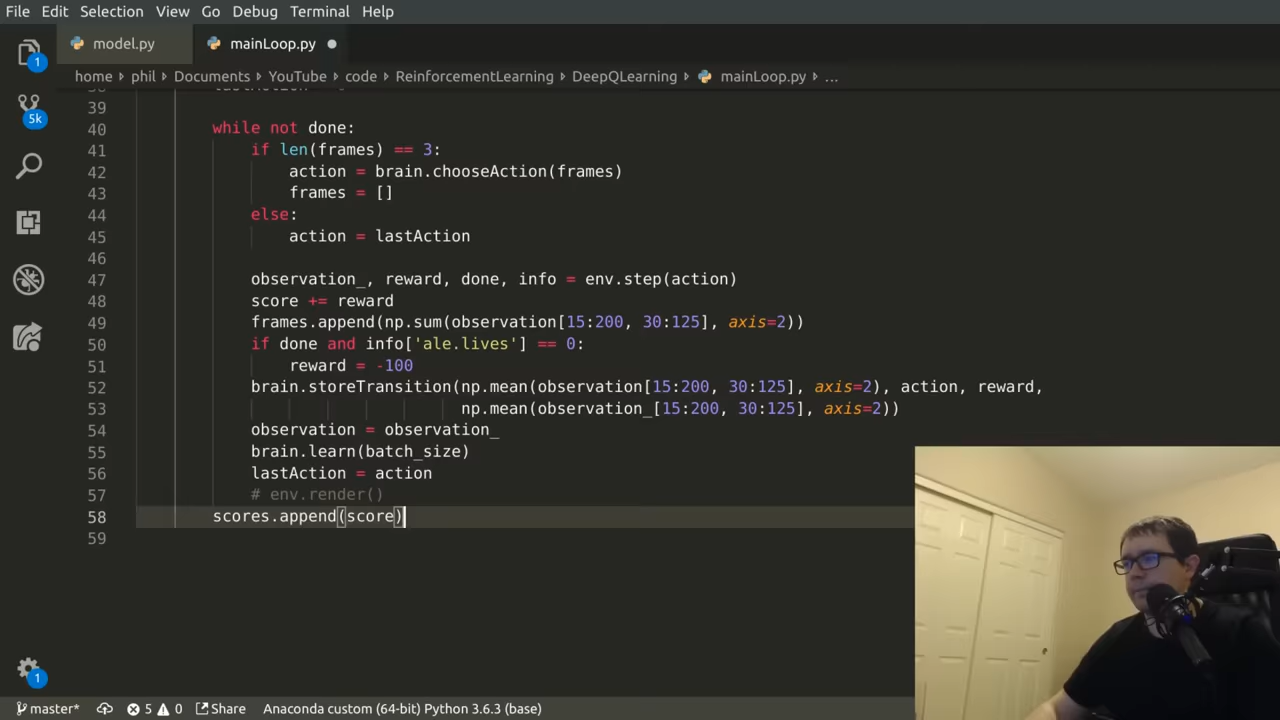 File Edit Selection View Go Debug Terminal Help
model.py mainLoop.py
home › phil › Documents › YouTube › code › ReinforcementLearning › DeepQLearning › mainLoop.py › ...
39
40 while not done:
41 if len(frames) == 3:
42 action = brain.chooseAction(frames)
43 frames = []
44 else:
45 action = lastAction
46
47 observation_, reward, done, info = env.step(action)
48 score += reward
49 frames.append(np.sum(observation[15:200, 30:125], axis=2))
50 if done and info['ale.lives'] == 0:
51 reward = -100
52 brain.storeTransition(np.mean(observation[15:200, 30:125], axis=2), action, reward,
53 np.mean(observation_[15:200, 30:125], axis=2))
54 observation = observation_
55 brain.learn(batch_size)
56 lastAction = action
57 # env.render()
58 scores.append(score)
59
1
5k
1
master* 5 0 Share Anaconda custom (64-bit) Python 3.6.3 (base)